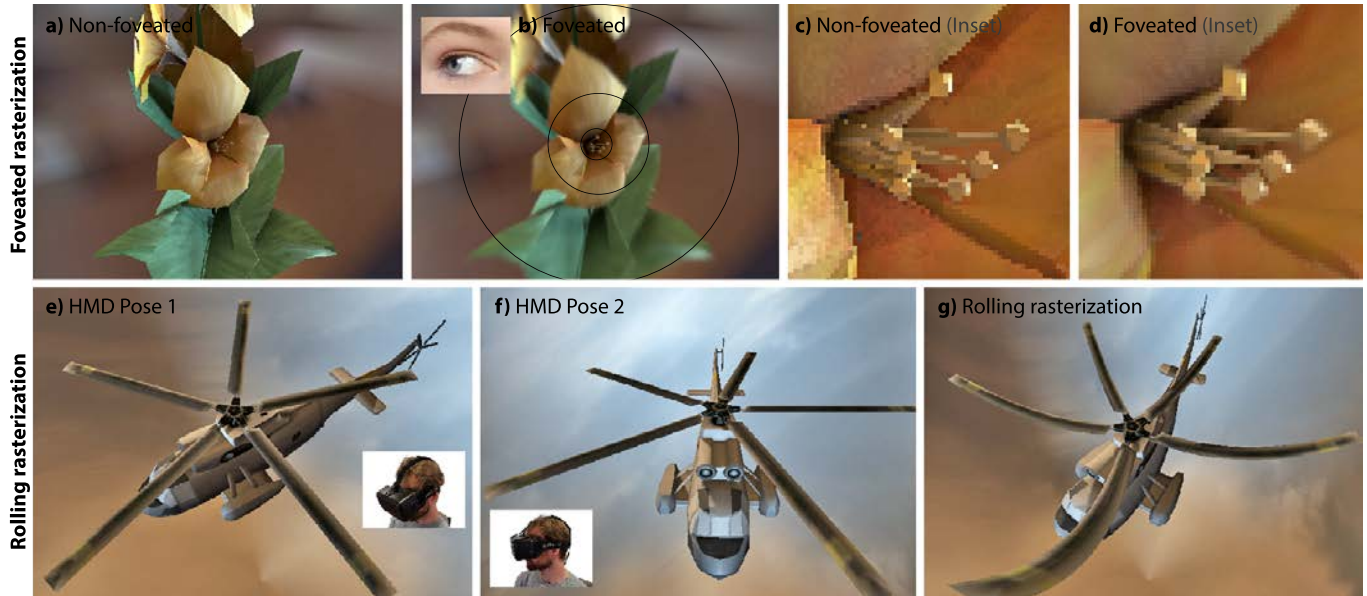 Foveated rasterization
a) Non-foveated
b) Foveated
c) Non-foveated (Inset)
d) Foveated (Inset)
Rolling rasterization
e) HMD Pose 1
f) HMD Pose 2
g) Rolling rasterization